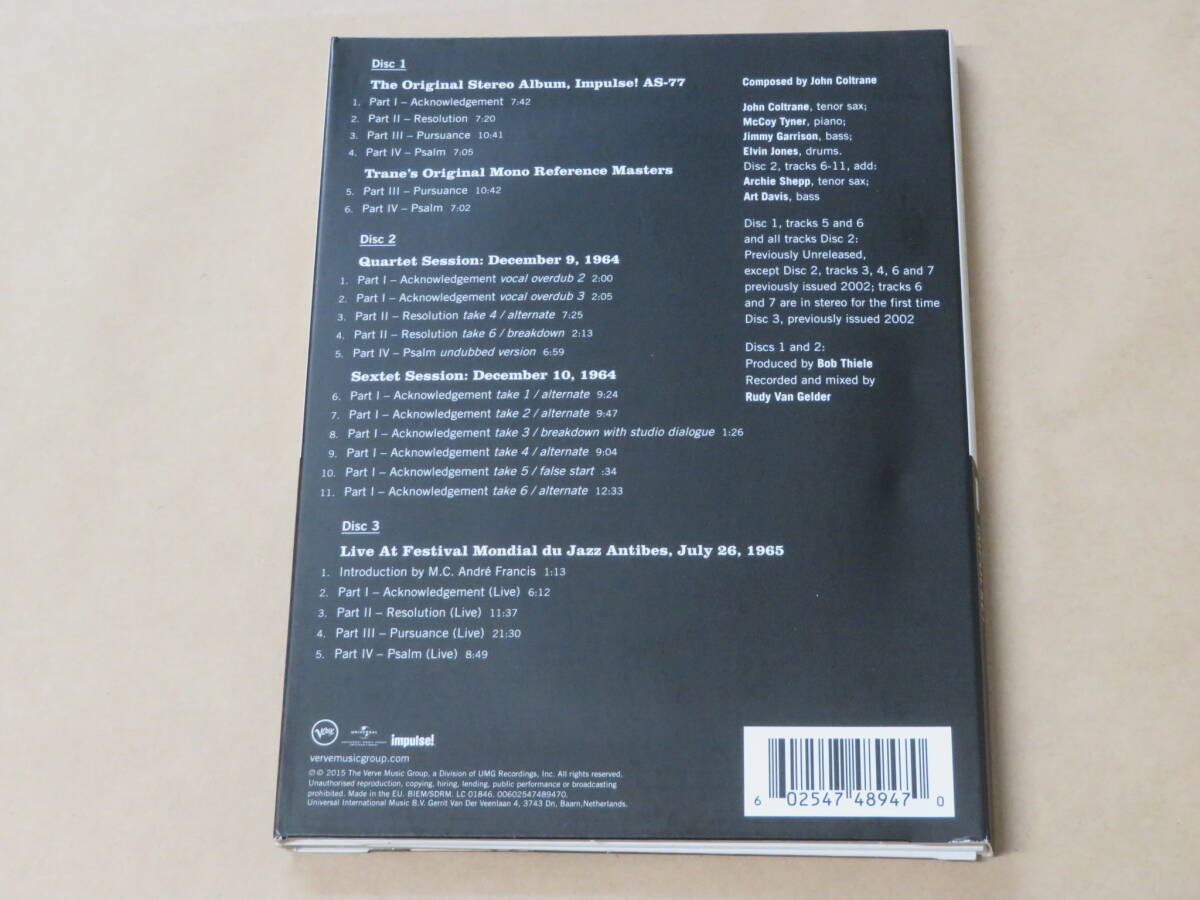 Disc 1
The Original Stereo Album, Impulse! AS-77
1. Part I – Acknowledgement 7:42
2. Part II – Resolution 7:20
3. Part III – Pursuance 10:41
4. Part IV – Psalm 7:05
Trane's Original Mono Reference Masters
5. Part III – Pursuance 10:42
6. Part IV – Psalm 7:02
Disc 2
Quartet Session: December 9, 1964
1. Part I – Acknowledgement vocal overdub 2 2:00
2. Part I – Acknowledgement vocal overdub 3 2:05
3. Part II – Resolution take 4 / alternate 7:25
4. Part II – Resolution take 6 / breakdown 2:13
5. Part IV – Psalm undubbed version 6:59
Sextet Session: December 10, 1964
6. Part I – Acknowledgement take 1 / alternate 9:24
7. Part I – Acknowledgement take 2 / alternate 9:47
8. Part I – Acknowledgement take 3 / breakdown with studio dialogue 1:26
9. Part I – Acknowledgement take 4 / alternate 9:04
10. Part I – Acknowledgement take 5 / false start :34
11. Part I – Acknowledgement take 6 / alternate 12:33
Disc 3
Live At Festival Mondial du Jazz Antibes, July 26, 1965
1. Introduction by M.C. André Francis 1:13
2. Part I – Acknowledgement (Live) 6:12
3. Part II – Resolution (Live) 11:37
4. Part III – Pursuance (Live) 21:30
5. Part IV – Psalm (Live) 8:49
Composed by John Coltrane
John Coltrane, tenor sax;
McCoy Tyner, piano;
Jimmy Garrison, bass;
Elvin Jones, drums.
Disc 2, tracks 6-11, add:
Archie Shepp, tenor sax;
Art Davis, bass
Disc 1, tracks 5 and 6
and all tracks Disc 2:
Previously Unreleased,
except Disc 2, tracks 3, 4, 6 and 7
previously issued 2002; tracks 6
and 7 are in stereo for the first time
Disc 3, previously issued 2002
Discs 1 and 2:
Produced by Bob Thiele
Recorded and mixed by
Rudy Van Gelder
Verve
UNIVERSAL
impulse!
vervemusicgroup.com
℗ © 2015 The Verve Music Group, a Division of UMG Recordings, Inc. All rights reserved.
Unauthorised reproduction, copying, hiring, lending, public performance or broadcasting
prohibited. Made in the EU. BIEM/SDRM. LC 01846. 00602547489470.
Universal International Music B.V. Gerrit Van Der Veenlaan 4, 3743 Dn, Baarn,Netherlands.
6 02547 48947 0